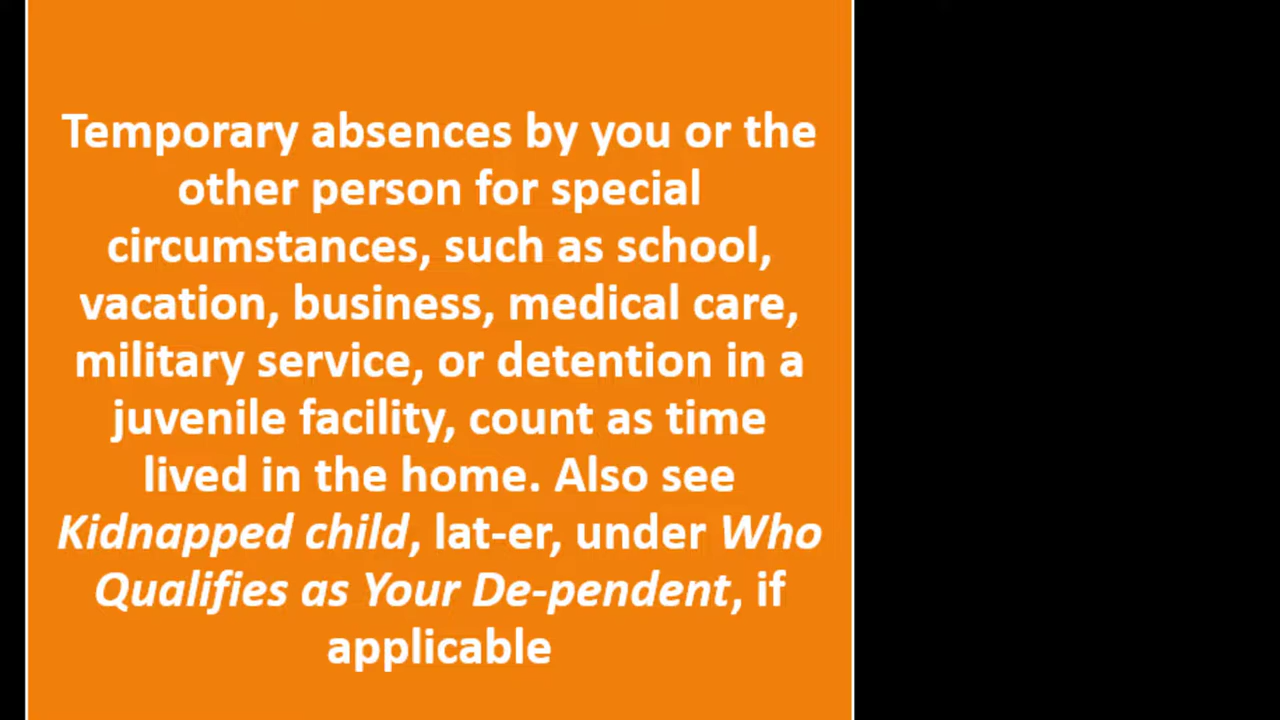 Temporary absences by you or the
other person for special
circumstances, such as school,
vacation, business, medical care,
military service, or detention in a
juvenile facility, count as time
lived in the home. Also see
Kidnapped child, lat-er, under Who
Qualifies as Your De-pendent, if
applicable